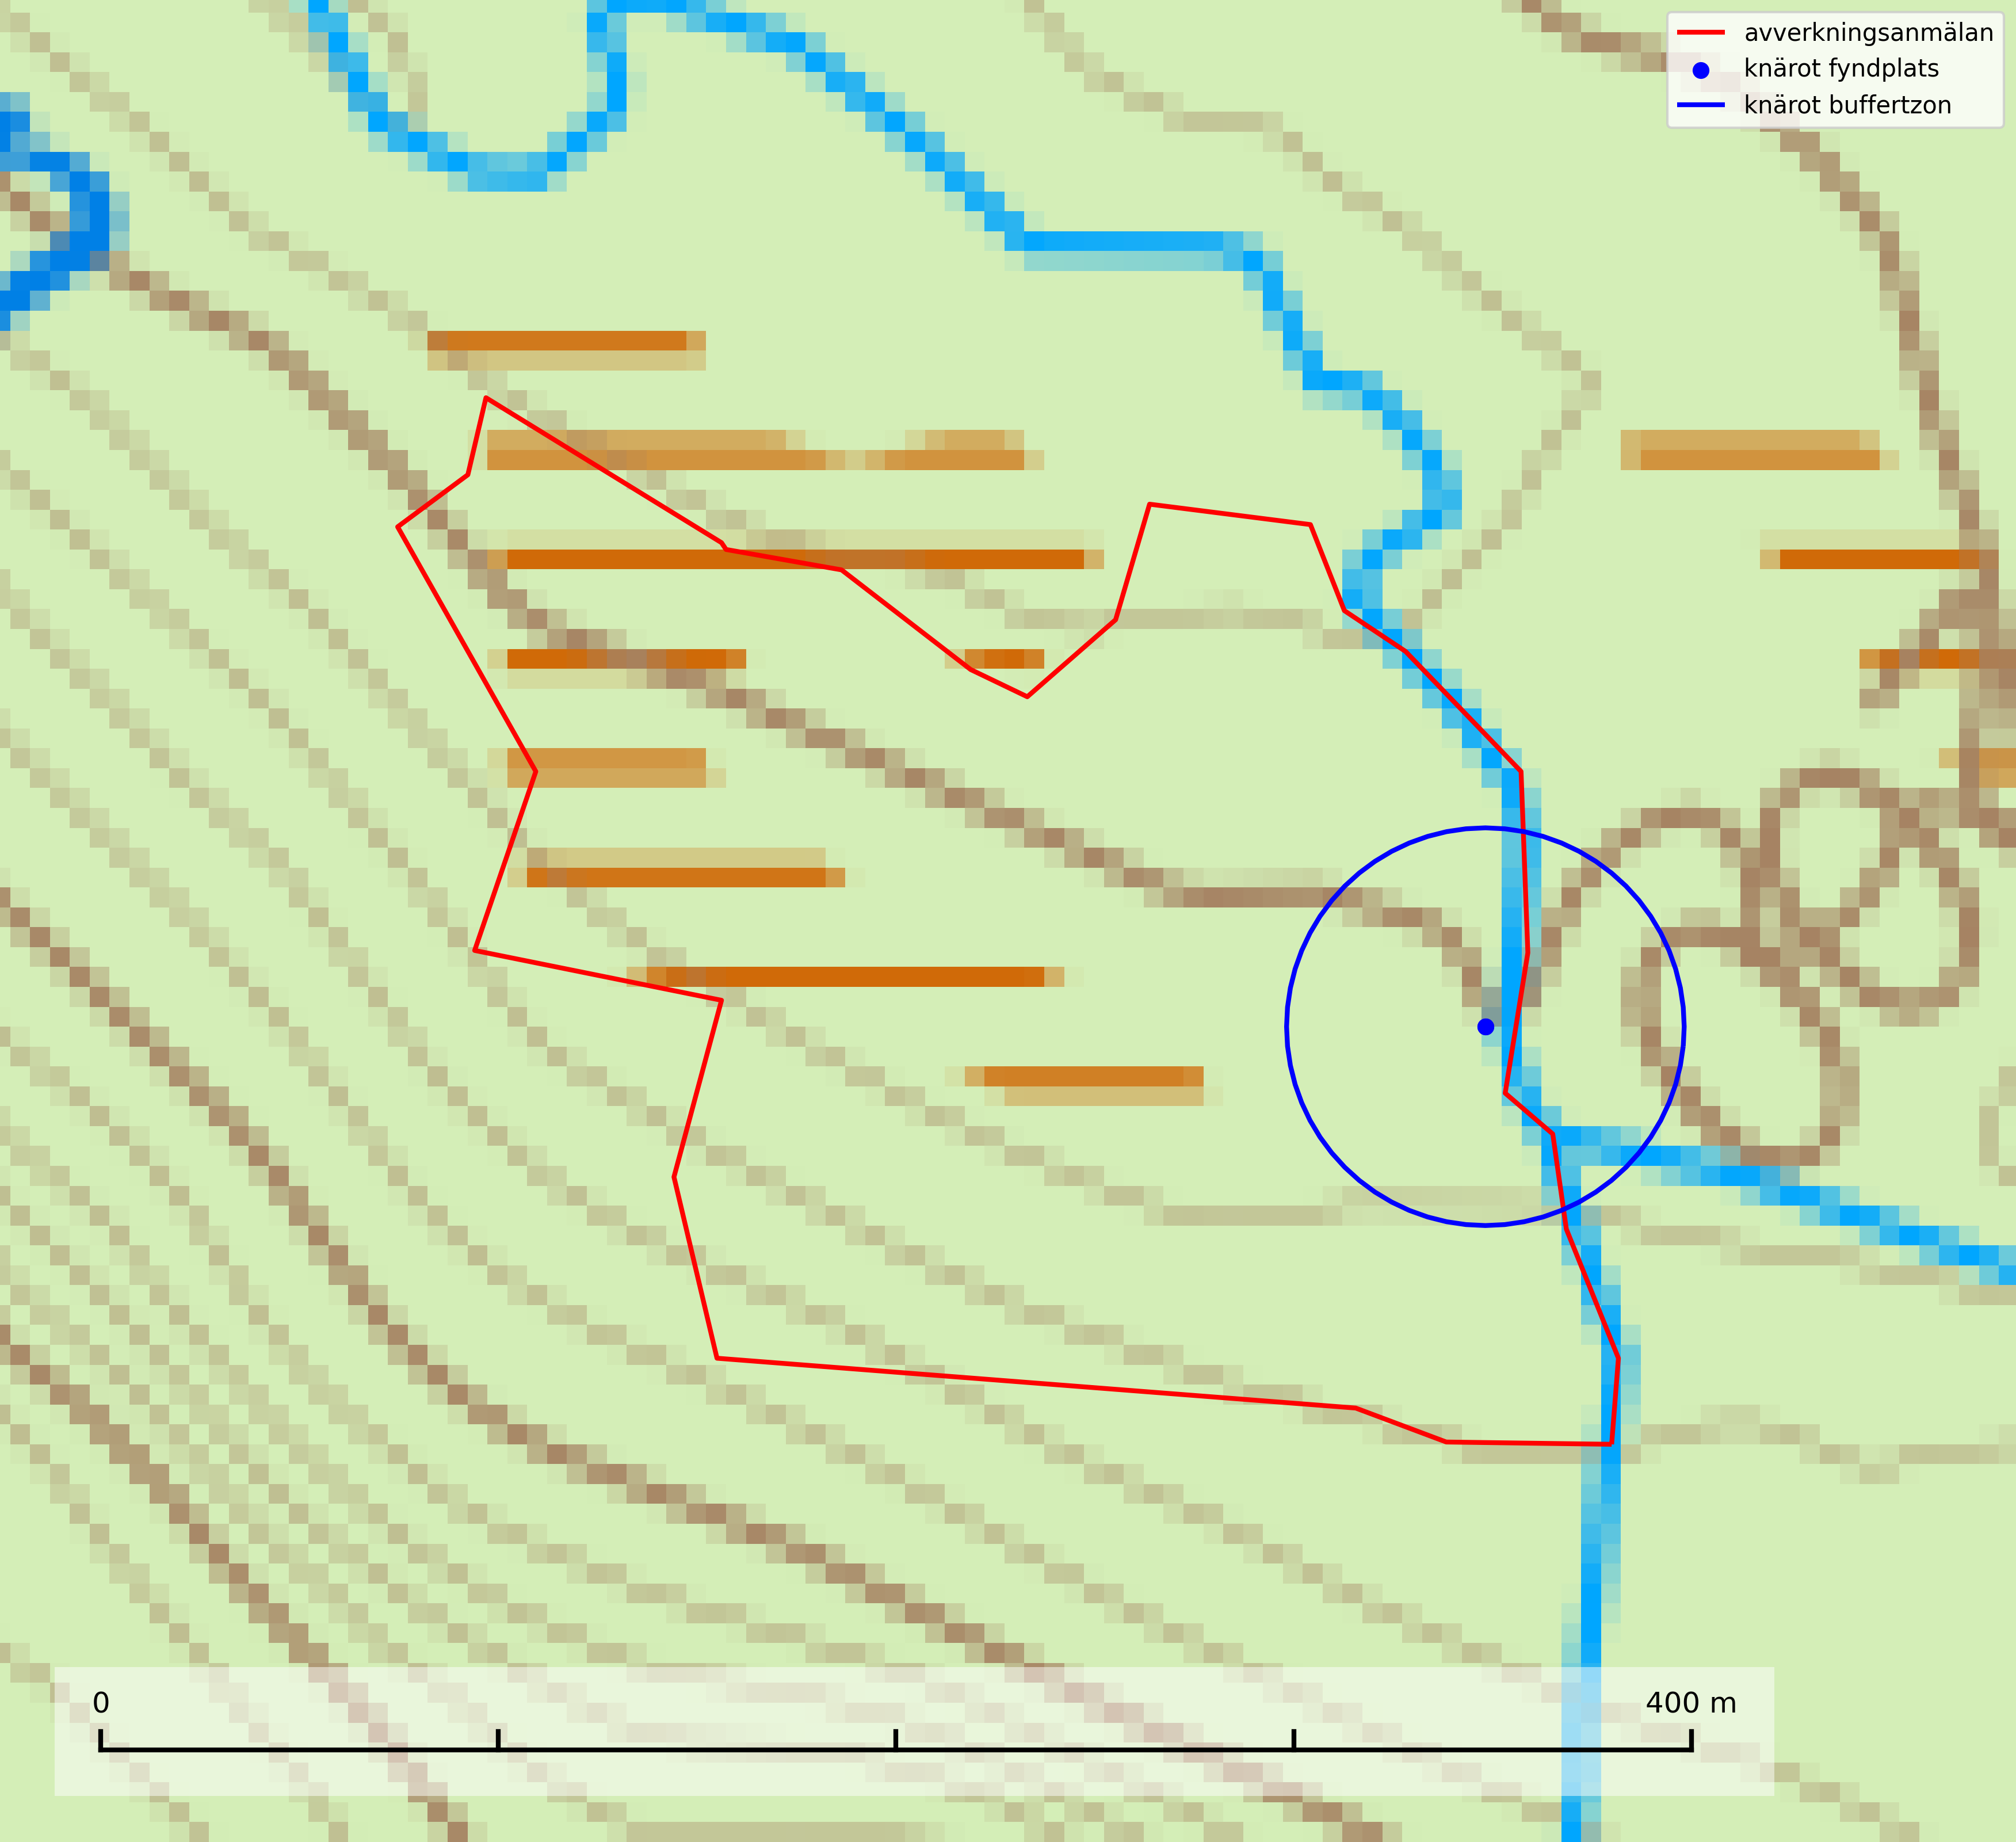 avverkningsanmälan
knärot fyndplats
knärot buffertzon
0
400 m